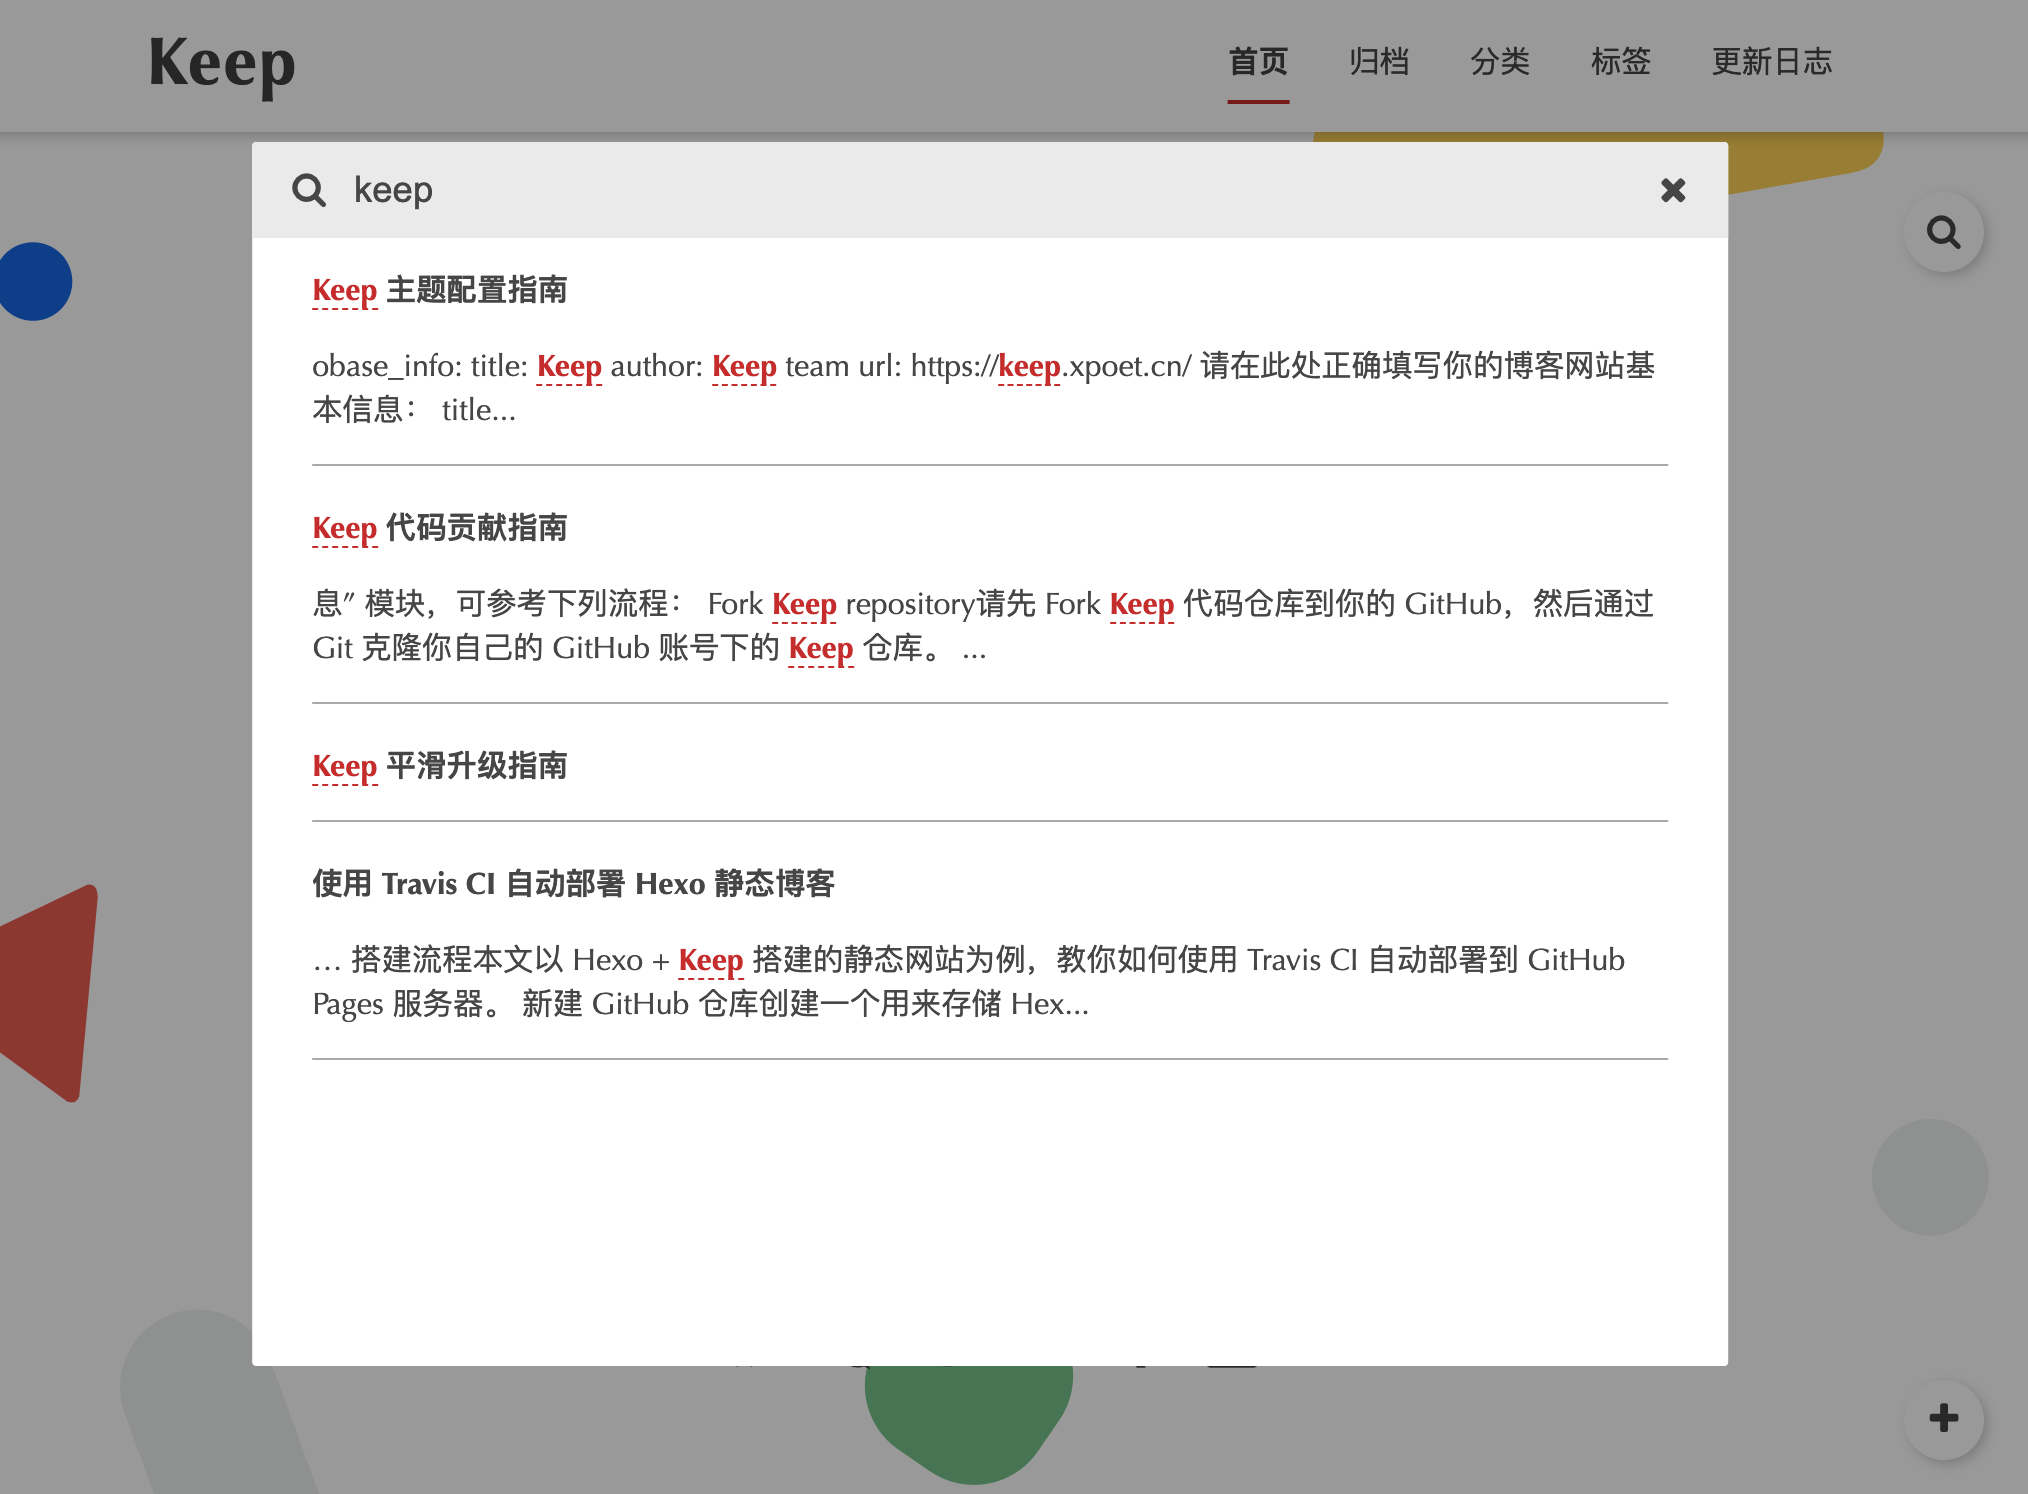 Keep
首页 归档 分类 标签 更新日志
keep
Keep 主题配置指南
obase_info: title: Keep author: Keep team url: https://keep.xpoet.cn/ 请在此处正确填写你的博客网站基
本信息： title...
Keep 代码贡献指南
息” 模块，可参考下列流程： Fork Keep repository请先 Fork Keep 代码仓库到你的 GitHub，然后通过
Git 克隆你自己的 GitHub 账号下的 Keep 仓库。 ...
Keep 平滑升级指南
使用 Travis CI 自动部署 Hexo 静态博客
... 搭建流程本文以 Hexo + Keep 搭建的静态网站为例，教你如何使用 Travis CI 自动部署到 GitHub
Pages 服务器。 新建 GitHub 仓库创建一个用来存储 Hex...